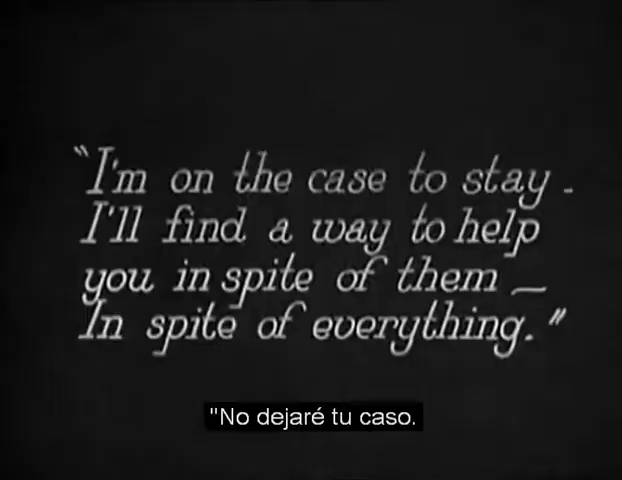 "I'm on the case to stay -
I'll find a way to help
you in spite of them —
In spite of everything."
"No dejaré tu caso.